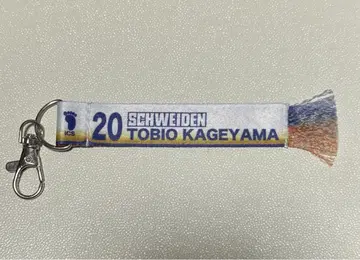 20 SCHWEIDEN
TOBIO KAGEYAMA